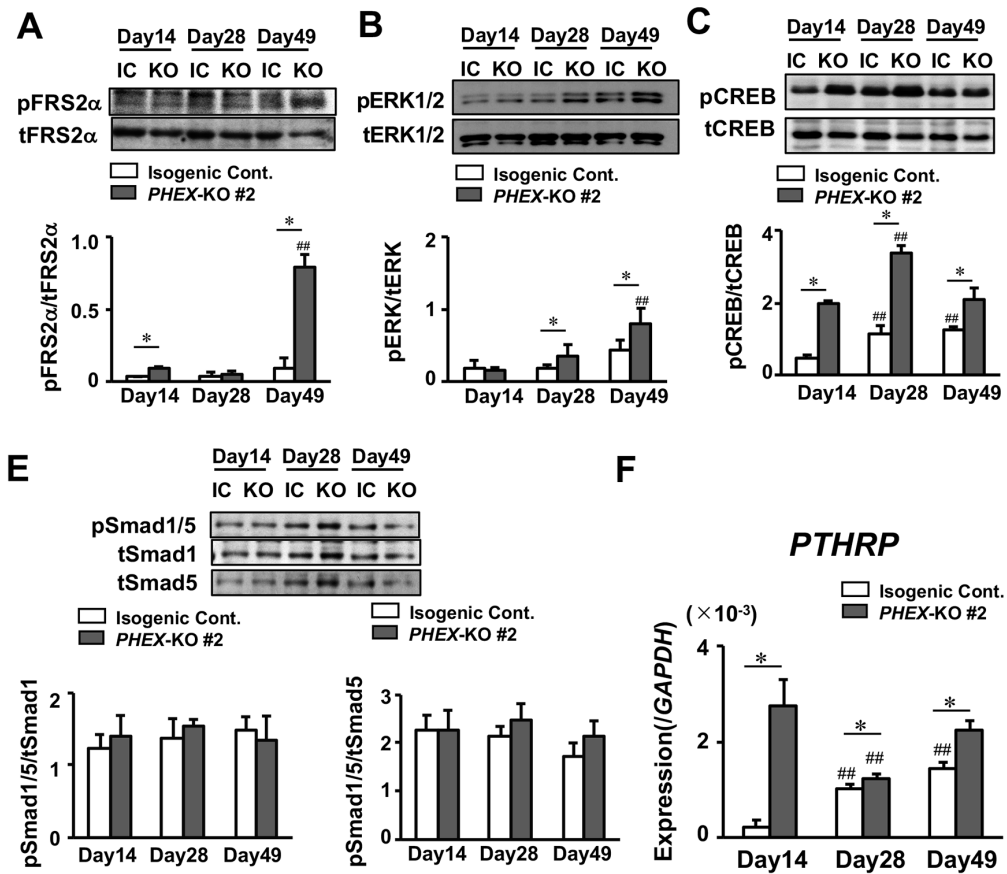 A
Day14 Day28 Day49
IC KO IC KO IC KO
pFRS2α
tFRS2α
Isogenic Cont.
PHEX-KO #2
pFRS2α/tFRS2α
1.0
0.5
0
*
*
##
Day14 Day28 Day49
B
Day14 Day28 Day49
IC KO IC KO IC KO
pERK1/2
tERK1/2
Isogenic Cont.
PHEX-KO #2
pERK/tERK
2
1
0
*
*
##
Day14 Day28 Day49
C
Day14 Day28 Day49
IC KO IC KO IC KO
pCREB
tCREB
Isogenic Cont.
PHEX-KO #2
pCREB/tCREB
4
2
0
*
*
##
##
*
##
Day14 Day28 Day49
E
Day14 Day28 Day49
IC KO IC KO IC KO
pSmad1/5
tSmad1
tSmad5
Isogenic Cont.
PHEX-KO #2
pSmad1/5/tSmad1
2
1
0
Day14 Day28 Day49
Isogenic Cont.
PHEX-KO #2
pSmad1/5/tSmad5
3
2
1
0
Day14 Day28 Day49
F
PTHRP
Isogenic Cont.
PHEX-KO #2
(×10-3)
Expression(/GAPDH)
4
2
0
*
*
## ##
*
##
Day14 Day28 Day49